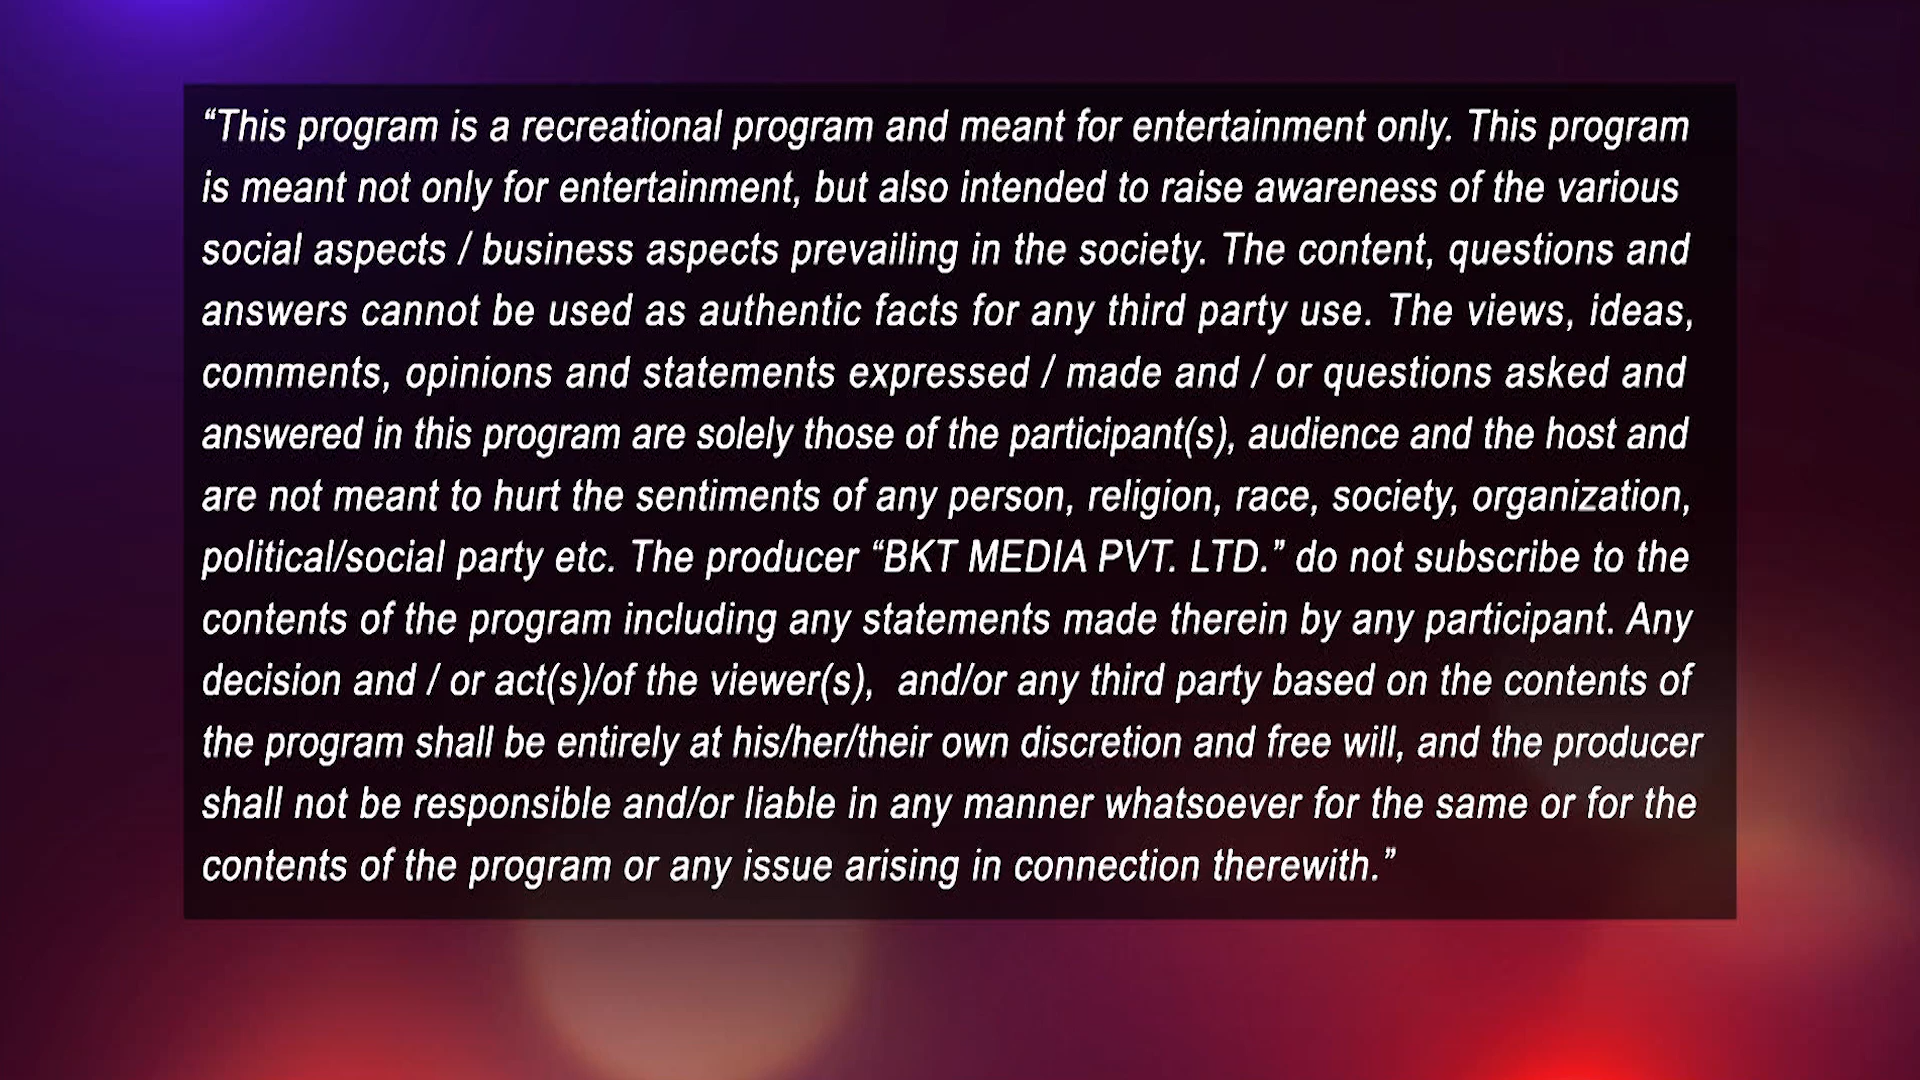 “This program is a recreational program and meant for entertainment only. This program
is meant not only for entertainment, but also intended to raise awareness of the various
social aspects / business aspects prevailing in the society. The content, questions and
answers cannot be used as authentic facts for any third party use. The views, ideas,
comments, opinions and statements expressed / made and / or questions asked and
answered in this program are solely those of the participant(s), audience and the host and
are not meant to hurt the sentiments of any person, religion, race, society, organization,
political/social party etc. The producer “BKT MEDIA PVT. LTD.” do not subscribe to the
contents of the program including any statements made therein by any participant. Any
decision and / or act(s)/of the viewer(s),  and/or any third party based on the contents of
the program shall be entirely at his/her/their own discretion and free will, and the producer
shall not be responsible and/or liable in any manner whatsoever for the same or for the
contents of the program or any issue arising in connection therewith.”